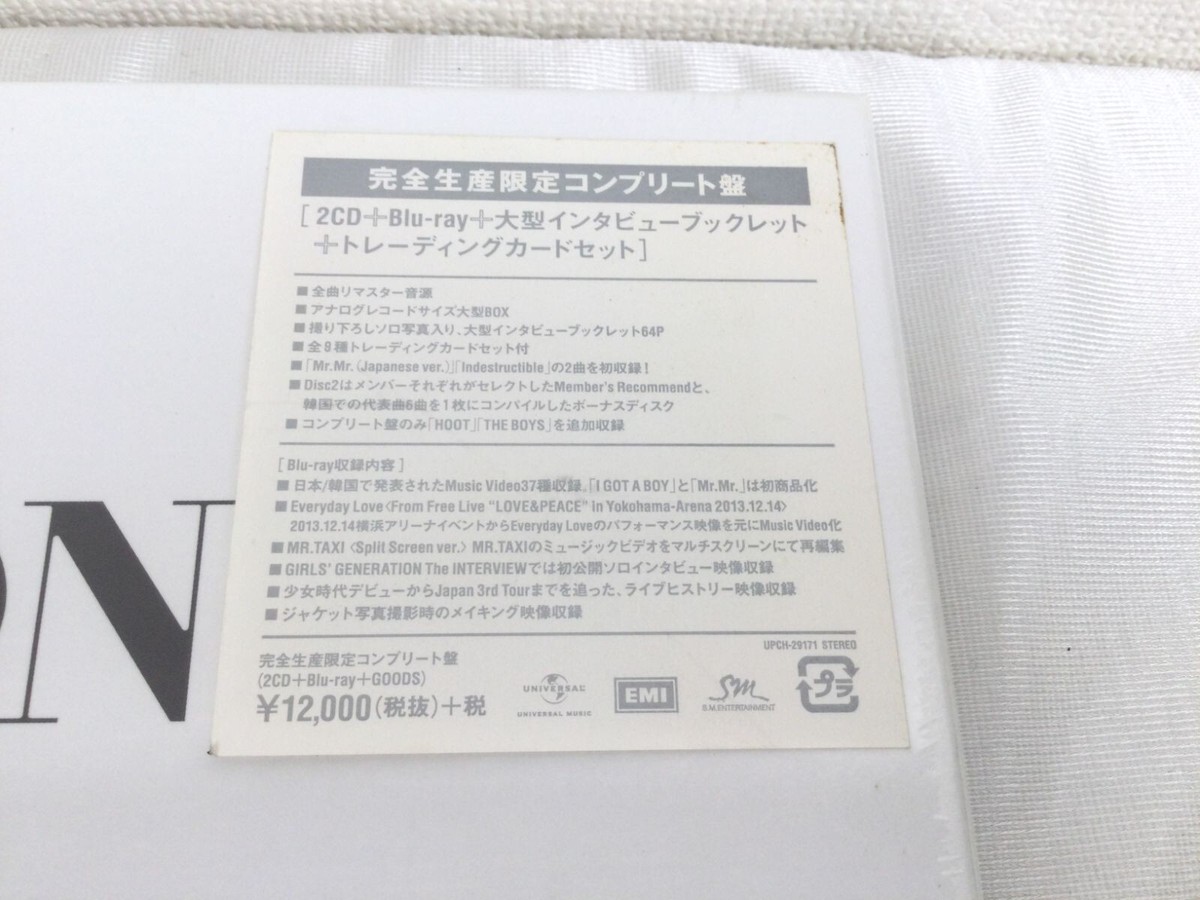 完全生産限定コンプリート盤
[2CD+Blu-ray+大型インタビューブックレット
+トレーディングカードセット]
■全曲リマスター音源
■アナログレコードサイズ大型BOX
■撮り下ろしソロ写真入り、大型インタビューブックレット64P
■全9種トレーディングカードセット付
■「Mr.Mr.(Japanese ver.)」「Indestructible」の2曲を初収録!
■Disc2はメンバーそれぞれがセレクトしたMember's Recommendと、
韓国での代表曲6曲を1枚にコンパイルしたボーナスディスク
■コンプリート盤のみ「HOOT」「THE BOYS」を追加収録
[Blu-ray収録内容]
■日本/韓国で発表されたMusic Video37種収録。「I GOT A BOY」と「Mr.Mr.」は初商品化
■Everyday Love〈From Free Live "LOVE&PEACE" In Yokohama-Arena 2013.12.14〉
2013.12.14横浜アリーナイベントからEveryday Loveのパフォーマンス映像を元にMusic Video化
■MR.TAXI〈Split Screen ver.〉MR.TAXIのミュージックビデオをマルチスクリーンにて再編集
■GIRLS' GENERATION The INTERVIEWでは初公開ソロインタビュー映像収録
■少女時代デビューからJapan 3rd Tourまでを追った、ライブヒストリー映像収録
■ジャケット写真撮影時のメイキング映像収録
UPCH-29171 STEREO
完全生産限定コンプリート盤
(2CD+Blu-ray+GOODS)
¥12,000(税抜)+税
UNIVERSAL
UNIVERSAL MUSIC
EMI
SM
S.M.ENTERTAINMENT
プラ
ON